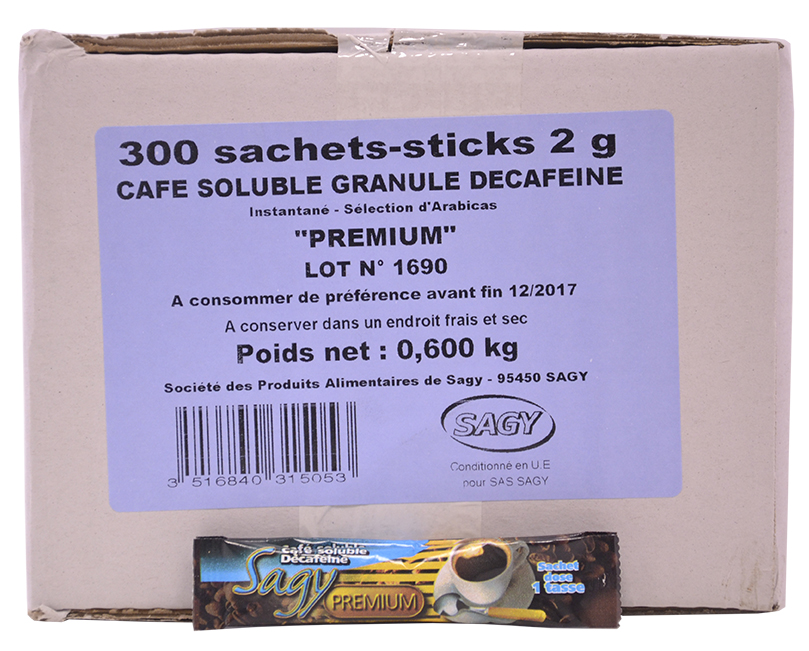 300 sachets-sticks 2 g
CAFE SOLUBLE GRANULE DECAFEINE
Instantané - Sélection d'Arabicas
"PREMIUM"
LOT N° 1690
A consommer de préférence avant fin 12/2017
A conserver dans un endroit frais et sec
Poids net : 0,600 kg
Société des Produits Alimentaires de Sagy - 95450 SAGY
SAGY
Conditionné en U.E
pour SAS SAGY
3 516840 315053
café soluble
Décaféiné
Sagy
PREMIUM
Sachet
dose
1 tasse